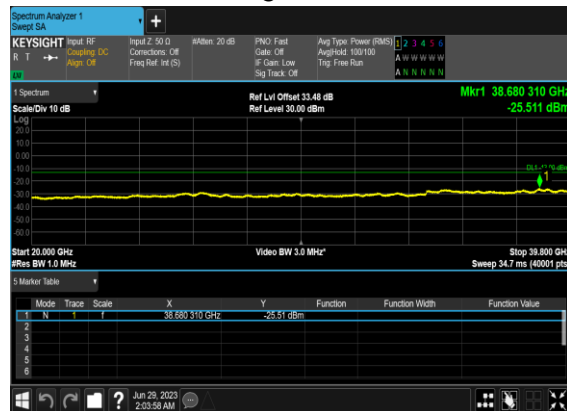 Spectrum Analyzer 1
Swept SA
+
KEYSIGHT Input: RF Input Z: 50 Ω #Atten: 20 dB PNO: Fast Avg Type: Power (RMS) 1 2 3 4 5 6
R T Coupling: DC Corrections: Off Gate: Off Avg|Hold: 100/100 A W W W W W
Align: Off Freq Ref: Int (S) IF Gain: Low Trig: Free Run A N N N N N
Sig Track: Off
1 Spectrum Ref Lvl Offset 33.48 dB Mkr1 38.680 310 GHz
Scale/Div 10 dB Ref Level 30.00 dBm -25.511 dBm
Log
20.0
10.0
0.00
-10.0
-20.0
-30.0
-40.0
-50.0
-60.0
1
Start 20.000 GHz Video BW 3.0 MHz* Stop 39.800 GH
#Res BW 1.0 MHz Sweep 34.7 ms (40001 pts
5 Marker Table
Mode Trace Scale X Y Function Function Width Function Value
1 N 1 f 38.680 310 GHz -25.51 dBm
2
3
4
5
6
? Jun 29, 2023
2:03:58 AM